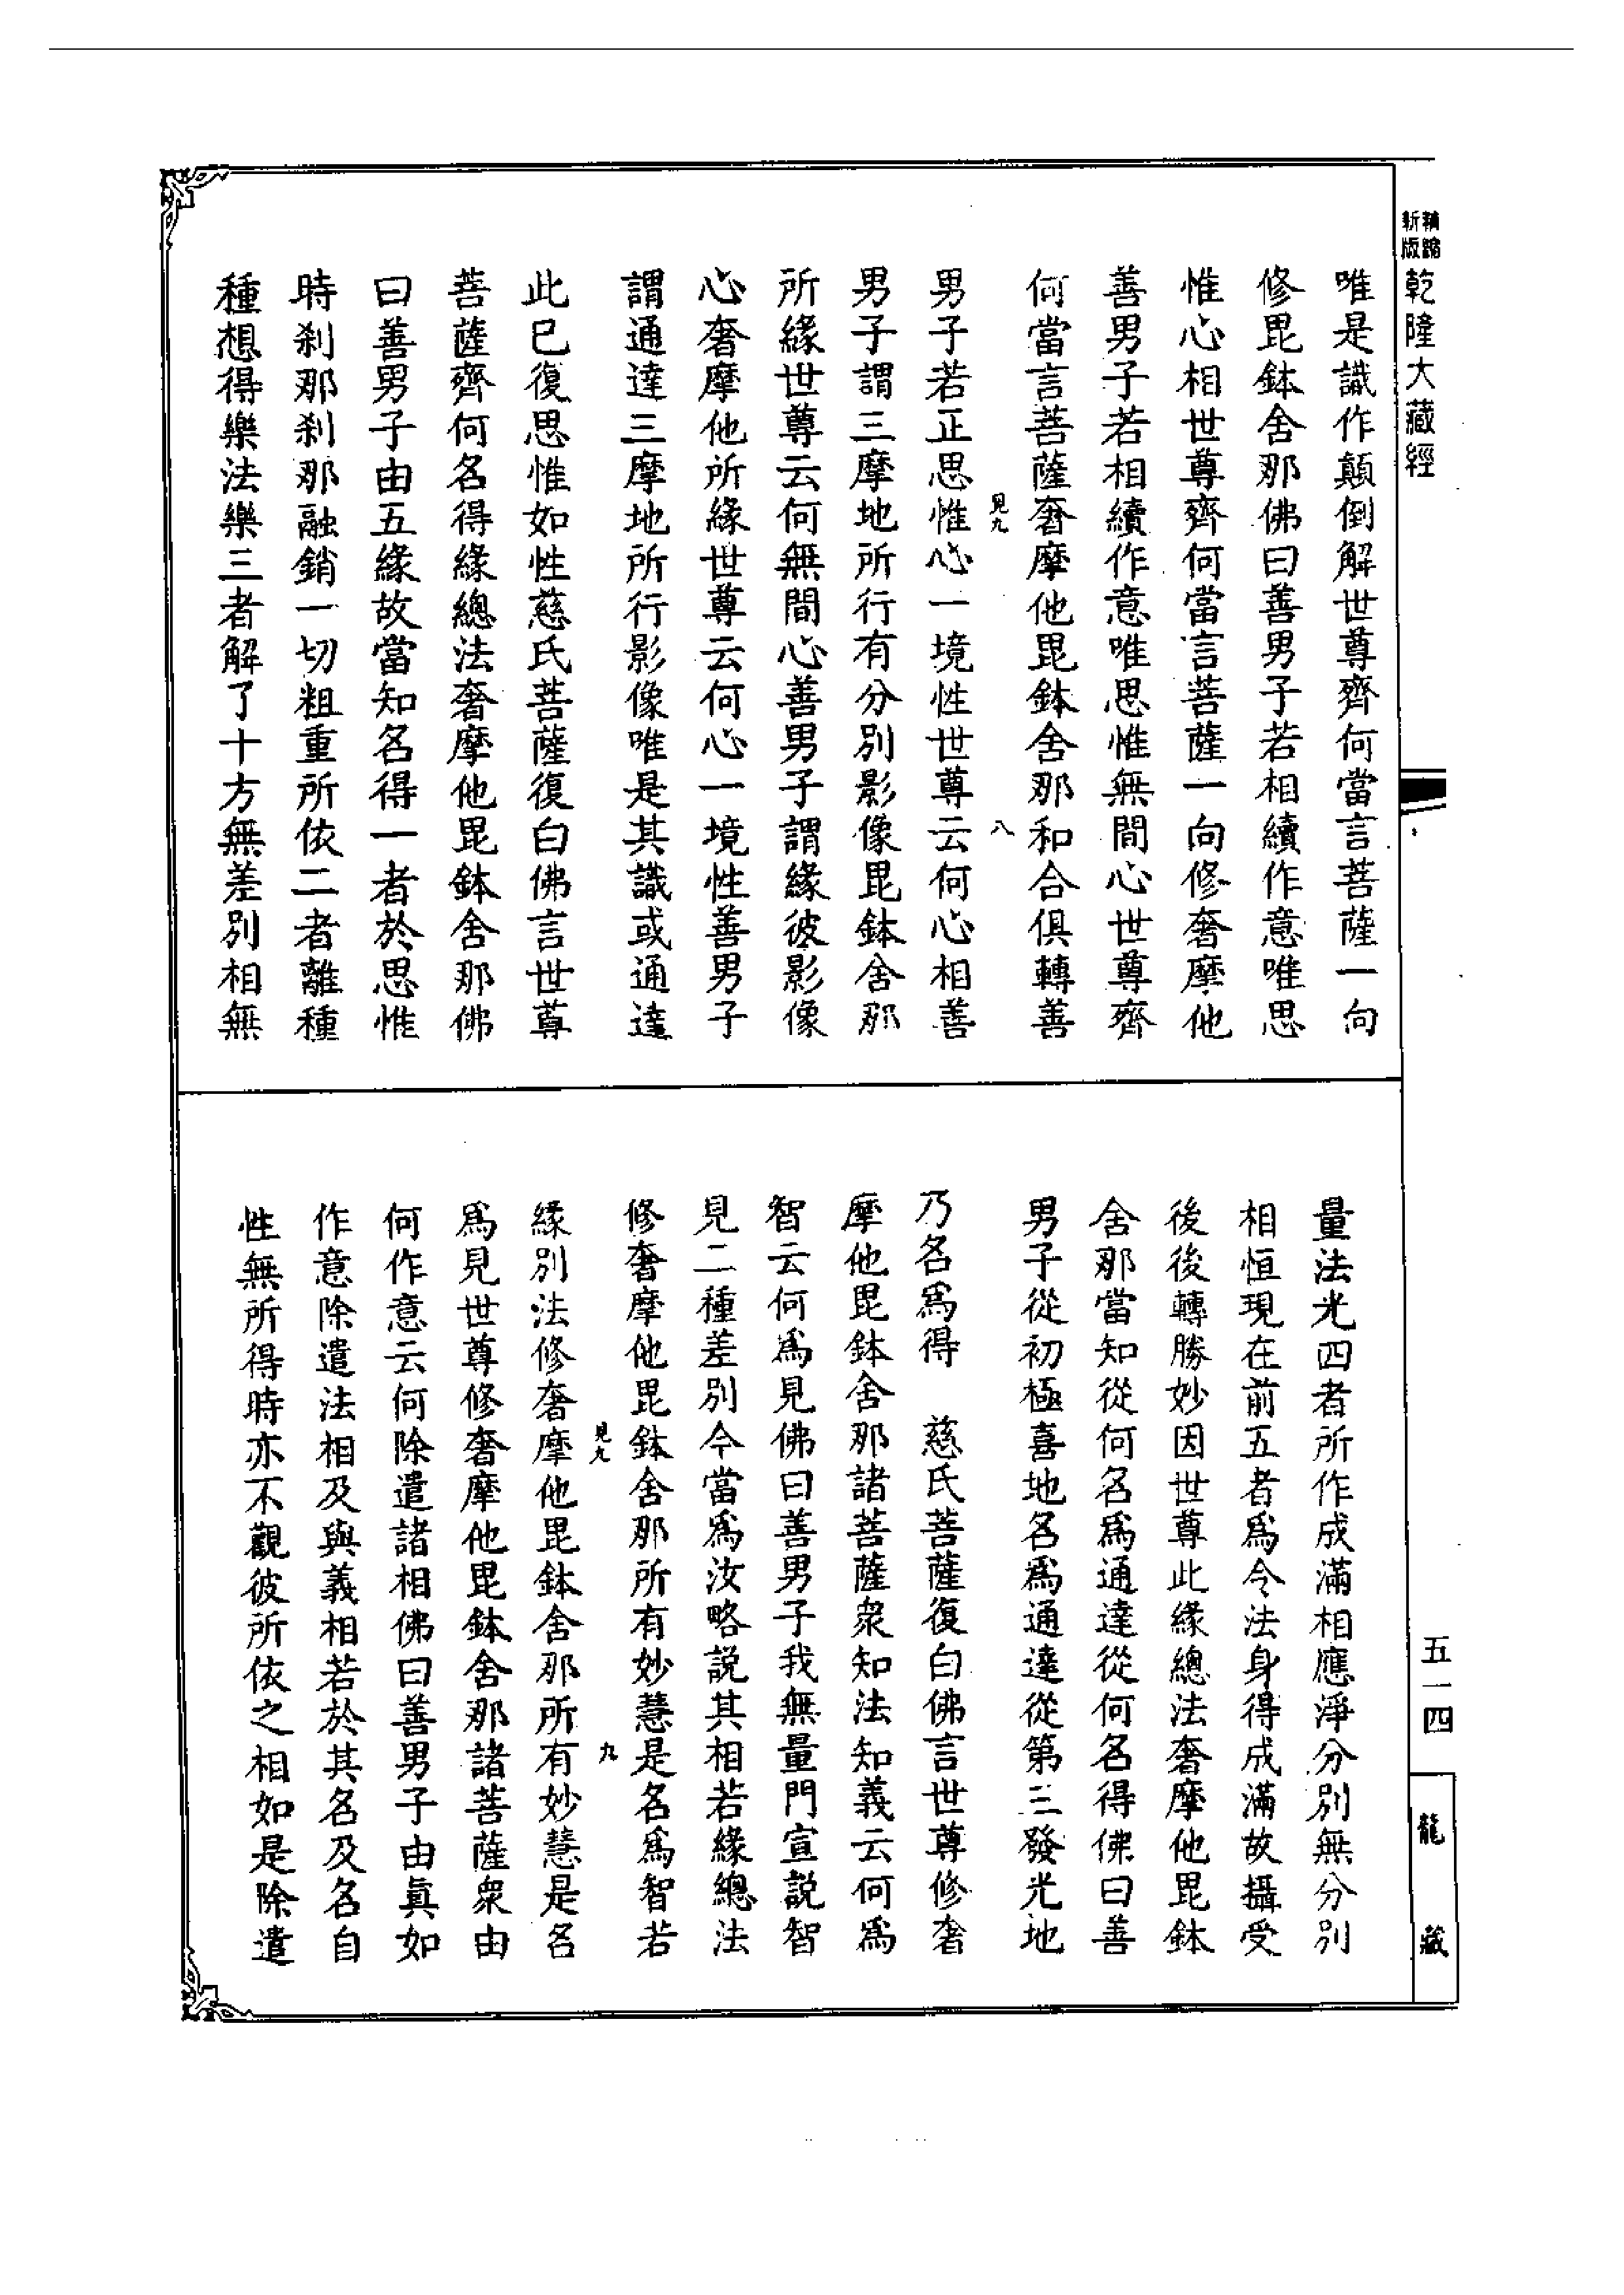 新編
縮版
乾隆大藏經
唯是識作顛倒解世尊齊何當言菩薩一向
修毘鉢舍那佛曰善男子若相續作意唯思
惟心相世尊齊何當言菩薩一向修奢摩他
善男子若相續作意唯思惟無間心世尊齊
何當言菩薩奢摩他毘鉢舍那和合俱轉善
見九
八
男子若正思惟心一境性世尊云何心相善
男子謂三摩地所行有分別影像毘鉢舍那
所緣世尊云何無間心善男子謂緣彼影像
心奢摩他所緣世尊云何心一境性善男子
謂通達三摩地所行影像唯是其識或通達
此已復思惟如性慈氏菩薩復白佛言世尊
菩薩齊何名得緣總法奢摩他毘鉢舍那佛
曰善男子由五緣故當知名得一者於思惟
時剎那剎那融銷一切粗重所依二者離種
種想得樂法樂三者解了十方無差別相無
量法光四者所作成滿相應淨分別無分別
相恒現在前五者爲令法身得成滿故攝受
後後轉勝妙因世尊此緣總法奢摩他毘鉢
舍那當知從何名爲通達從何名得佛曰善
男子從初極喜地名爲通達從第三發光地
乃名爲得　慈氏菩薩復白佛言世尊修奢
摩他毘鉢舍那諸菩薩衆知法知義云何爲
智云何爲見佛曰善男子我無量門宣說智
見二種差別今當爲汝略說其相若緣總法
修奢摩他毘鉢舍那所有妙慧是名爲智若
見九
九
緣別法修奢摩他毘鉢舍那所有妙慧是名
爲見世尊修奢摩他毘鉢舍那諸菩薩衆由
何作意云何除遣諸相佛曰善男子由眞如
作意除遣法相及與義相若於其名及名自
性無所得時亦不觀彼所依之相如是除遣
五一四
龍藏